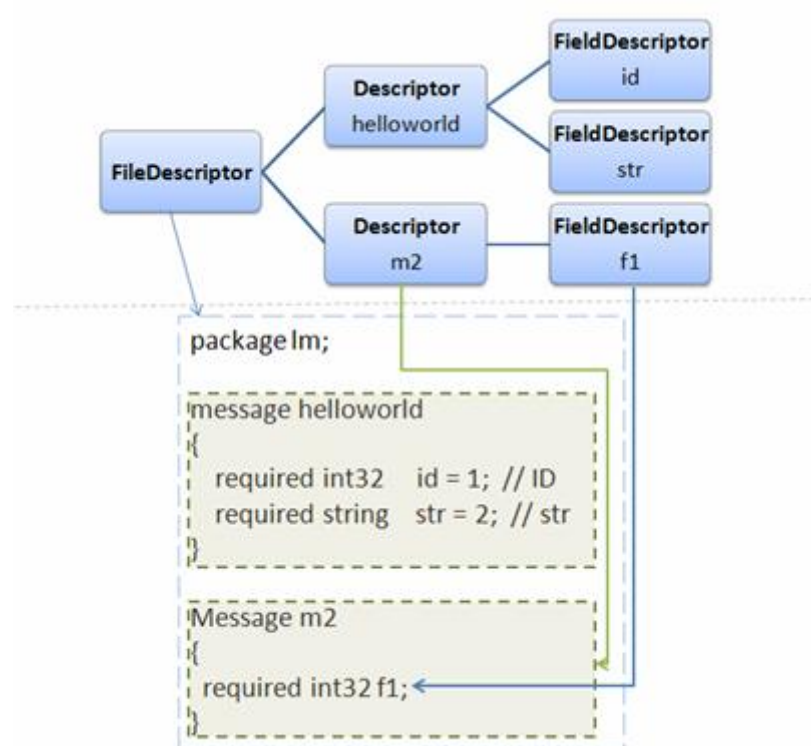 FieldDescriptor
id
Descriptor
helloworld
FieldDescriptor
str
FileDescriptor
Descriptor
m2
FieldDescriptor
f1
package lm;
message helloworld
{
required int32 id = 1; // ID
required string str = 2; // str
}
Message m2
{
required int32 f1;
}